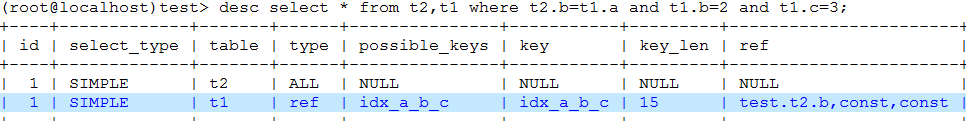 (root@localhost)test> desc select * from t2,t1 where t2.b=t1.a and t1.b=2 and t1.c=3;
+----+-------------+-------+------+---------------+-----------+---------+---------------------+
| id | select_type | table | type | possible_keys | key | key_len | ref |
+----+-------------+-------+------+---------------+-----------+---------+---------------------+
| 1 | SIMPLE | t2 | ALL | NULL | NULL | NULL | NULL |
| 1 | SIMPLE | t1 | ref | idx_a_b_c | idx_a_b_c | 15 | test.t2.b,const,const |